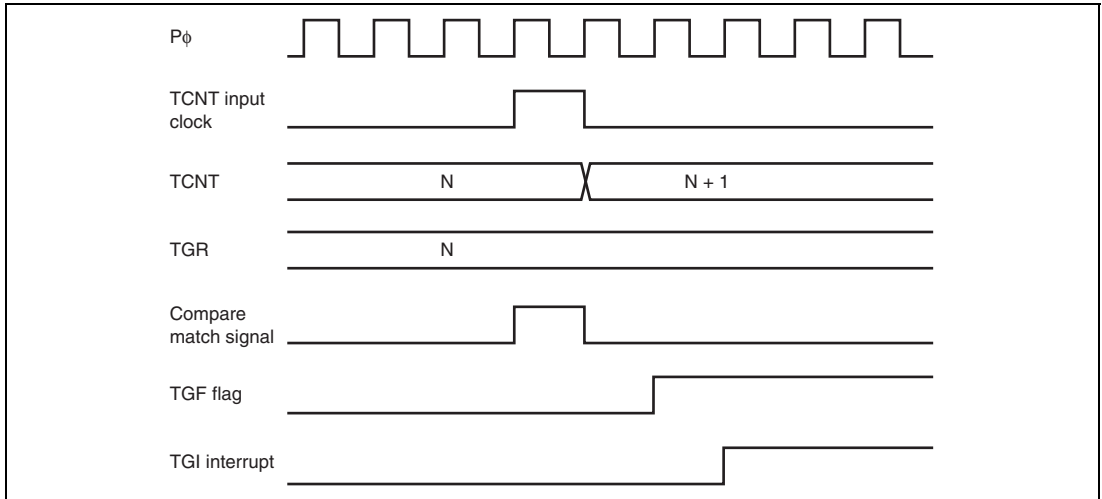 Pϕ
TCNT input
clock
TCNT
N
N + 1
TGR
N
Compare
match signal
TGF flag
TGI interrupt